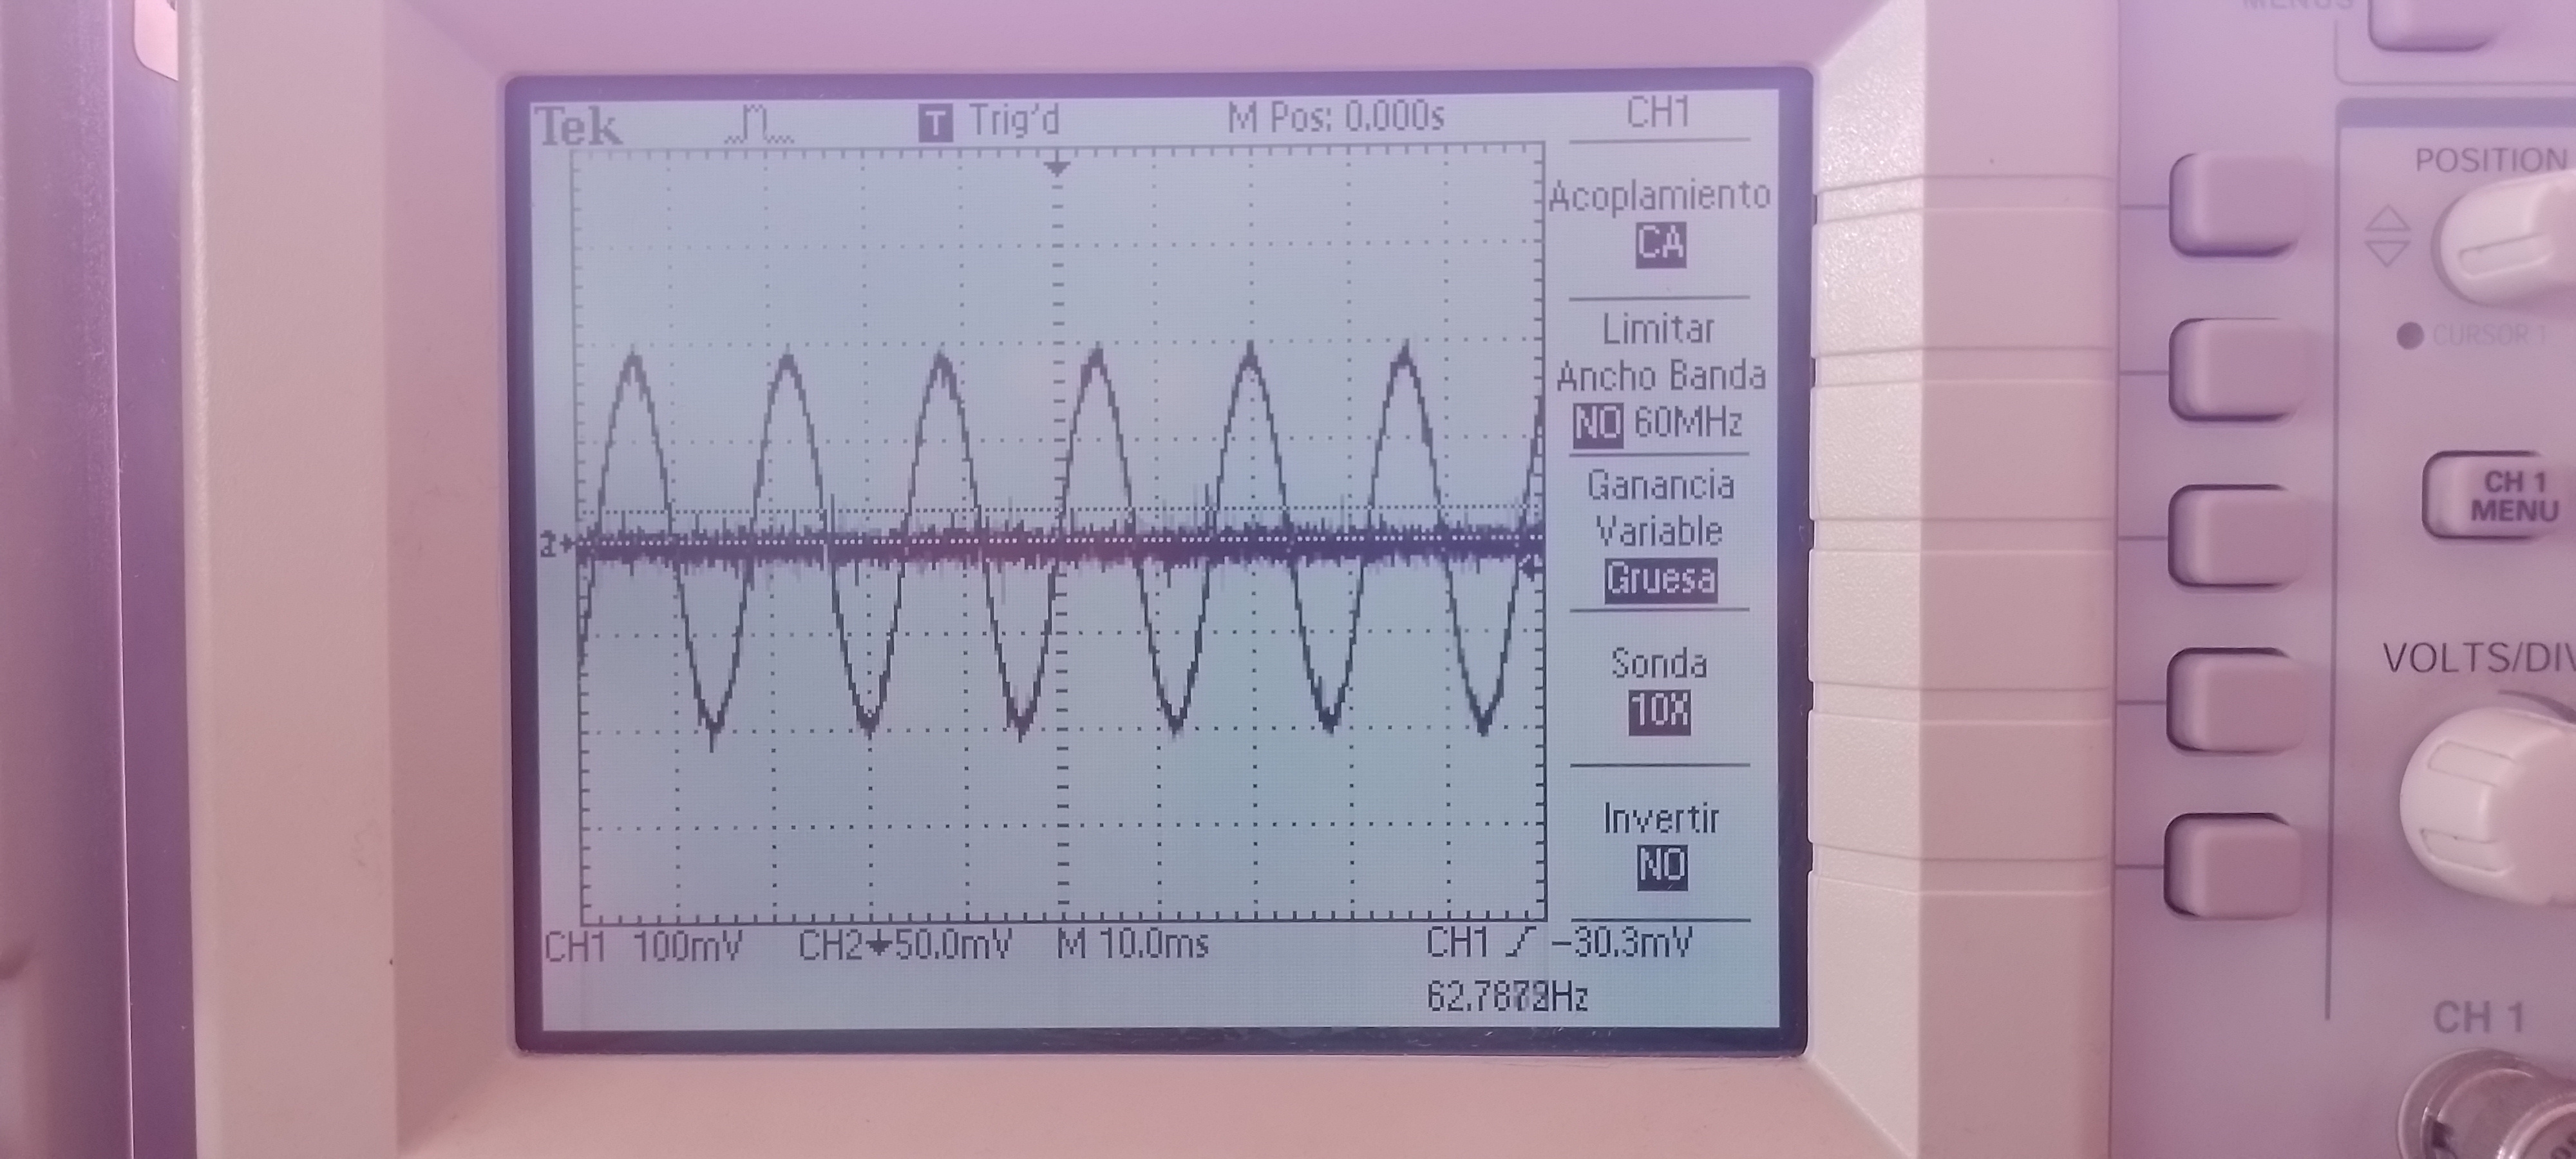 MENUS
Tek
T Trig'd
M Pos: 0.000s
CH1
Acoplamiento
CA
Limitar
Ancho Banda
NO 60MHz
Ganancia
Variable
Gruesa
Sonda
10X
Invertir
NO
2
CH1 100mV
CH2 50.0mV
M 10.0ms
CH1 -30.3mV
POSITION
CURSOR 1
CH 1
MENU
VOLTS/DIV
CH 1